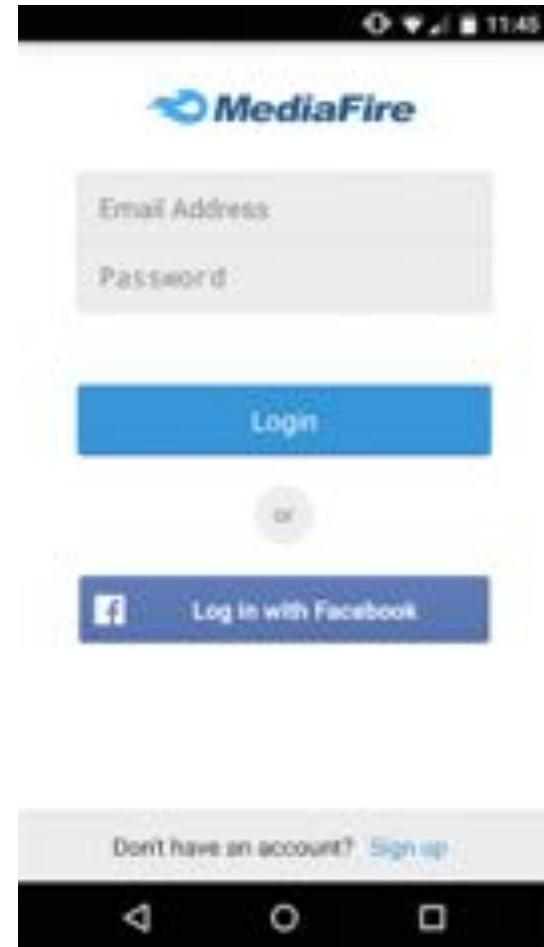 11:45
MediaFire
Email Address
Password
Login
or
Log in with Facebook
Don't have an account? Sign up